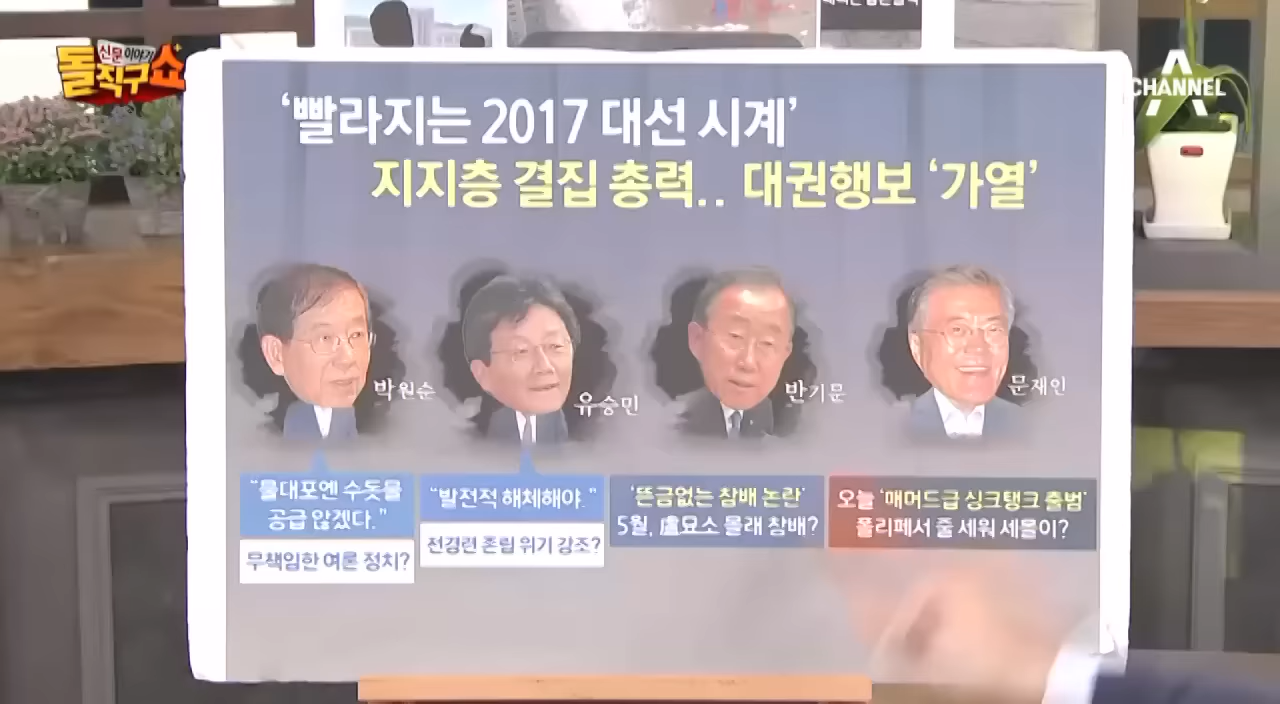 신문이야기
돌직구쇼
CHANNEL A
‘빨라지는 2017 대선 시계’
지지층 결집 총력.. 대권행보 ‘가열’
박원순
유승민
반기문
문재인
“물대포엔 수돗물
공급 않겠다.”
무책임한 여론 정치?
“발전적 해체해야.”
전경련 존립 위기 강조?
‘뜬금없는 참배 논란’
5월, 盧묘소 몰래 참배?
오늘 ‘매머드급 싱크탱크 출범’
폴리페서 줄 세워 세몰이?